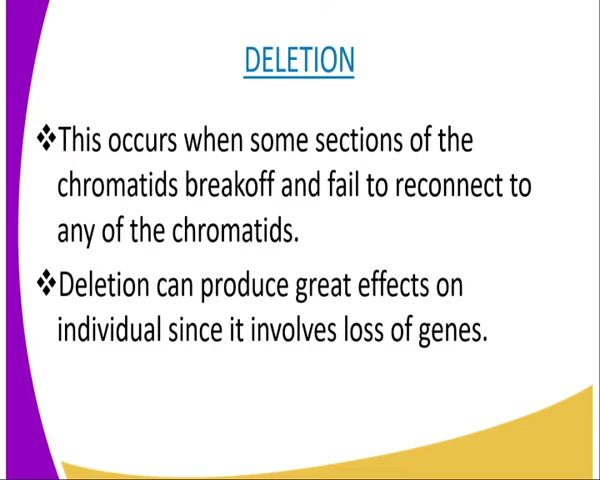 DELETION
❖This occurs when some sections of the
chromatids breakoff and fail to reconnect to
any of the chromatids.
❖Deletion can produce great effects on
individual since it involves loss of genes.